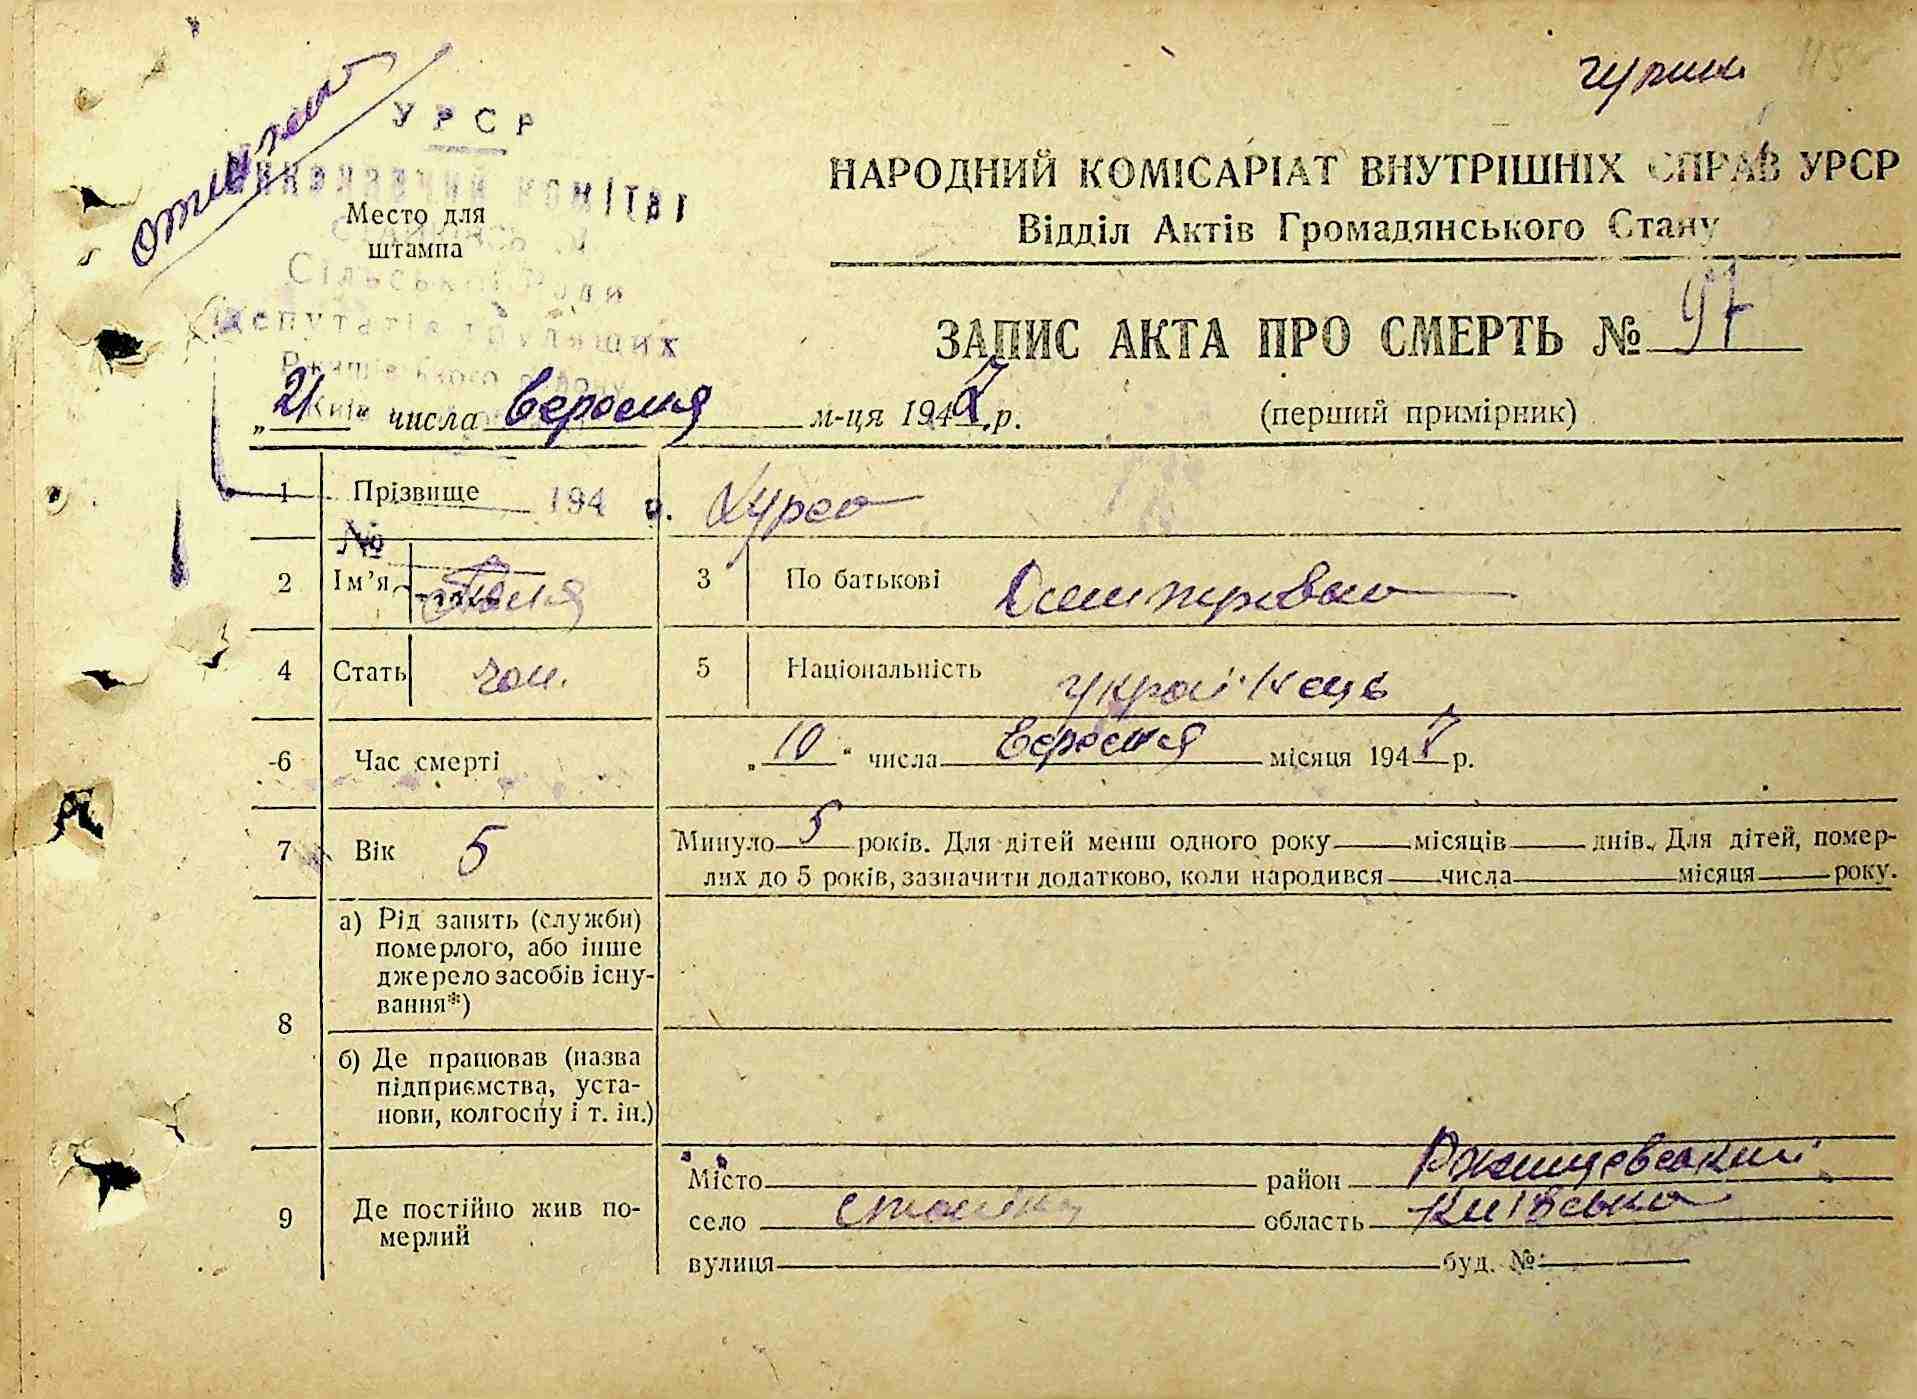 УРСР
Виконавчий комітет
Место для
штампа
Сільської Ради
Депутатів Трудящих
НАРОДНИЙ КОМІСАРІАТ ВНУТРІШНІХ СПРАВ УРСР
Відділ Актів Громадянського Стану
ЗАПИС АКТА ПРО СМЕРТЬ № 97
„21“ числа вересня м-ця 1947 р.
(перший примірник)
1 Прізвище
194 р.
№
2 Ім'я
3 По батькові
4 Стать чол.
5 Національність українець
6 Час смерті „10“ числа вересня місяця 1947 р.
7 Вік 5 Минуло 5 років. Для дітей менш одного року місяців днів. Для дітей, помер-
лих до 5 років, зазначити додатково, коли народився числа місяця року.
8 а) Рід занять (служби)
померлого, або інше
джерело засобів існу-
вання*)
б) Де працював (назва
підприємства, уста-
нови, колгоспу і т. ін.)
9 Де постійно жив по-
мерлий
Місто район Ржищевський
село область Київська
вулиця буд. №